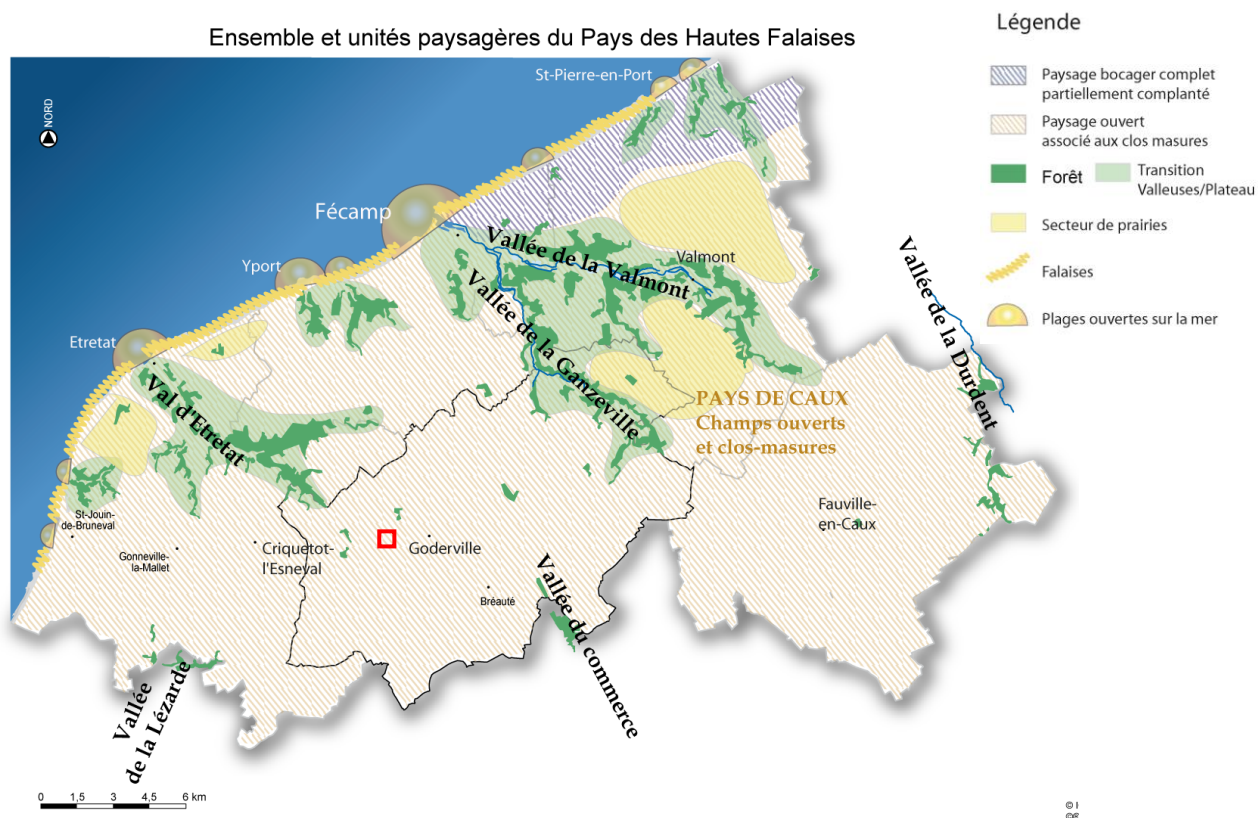 Ensemble et unités paysagères du Pays des Hautes Falaises
NORD
St-Pierre-en-Port
Fécamp
Yport
Etretat
Vallée de la Valmont
Valmont
Vallée de la Ganzeville
Val d'Etretat
Vallée de la Durdent
PAYS DE CAUX
Champs ouverts
et clos-masures
St-Jouin-
de-Bruneval
Gonneville-
la-Mallet
Criquetot-
l'Esneval
Goderville
Bréauté
Fauville-
en-Caux
Vallée du commerce
Vallée
de la Lézarde
0 1,5 3 4,5 6 km
Légende
Paysage bocager complet
partiellement complanté
Paysage ouvert
associé aux clos masures
Forêt
Transition
Valleuses/Plateau
Secteur de prairies
Falaises
Plages ouvertes sur la mer